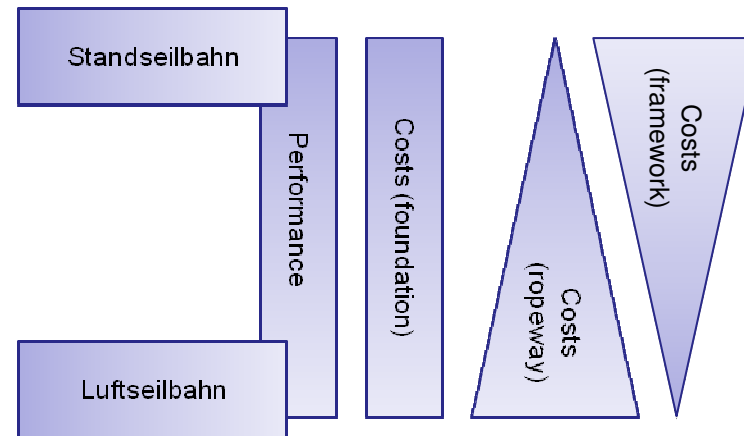 Standseilbahn
Performance
Costs (foundation)
Costs
(ropeway)
Costs
(framework)
Luftseilbahn